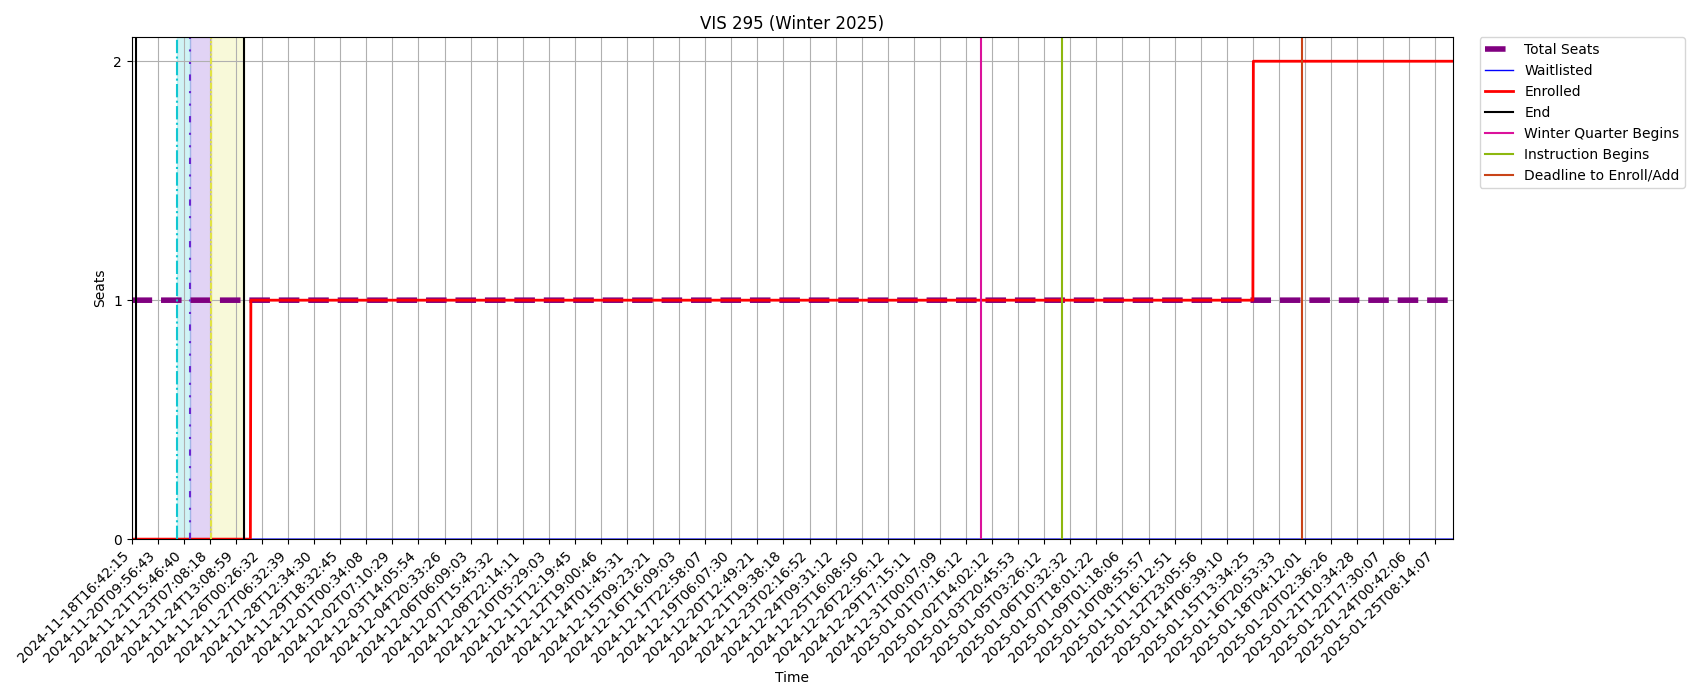 VIS 295 (Winter 2025)
Total Seats
Waitlisted
Enrolled
End
Winter Quarter Begins
Instruction Begins
Deadline to Enroll/Add
Seats
2
1
0
2024-11-18T16:42:15
2024-11-20T09:56:43
2024-11-21T15:46:40
2024-11-23T07:08:18
2024-11-24T13:08:59
2024-11-26T00:26:32
2024-11-27T06:32:39
2024-11-28T12:34:30
2024-11-29T18:32:45
2024-12-01T00:34:08
2024-12-02T07:10:29
2024-12-03T14:05:54
2024-12-04T20:33:26
2024-12-06T06:09:03
2024-12-07T15:45:32
2024-12-08T22:14:11
2024-12-10T05:29:03
2024-12-11T12:19:45
2024-12-12T19:00:46
2024-12-14T01:45:31
2024-12-15T09:23:21
2024-12-16T16:09:03
2024-12-17T22:58:07
2024-12-19T06:07:30
2024-12-20T12:49:21
2024-12-21T19:38:18
2024-12-23T02:16:52
2024-12-24T09:31:12
2024-12-25T16:08:50
2024-12-26T22:56:12
2024-12-29T17:15:11
2024-12-31T00:07:09
2025-01-01T07:16:12
2025-01-02T14:02:12
2025-01-03T20:45:53
2025-01-05T03:26:12
2025-01-06T10:32:32
2025-01-07T18:01:22
2025-01-09T01:18:06
2025-01-10T08:55:57
2025-01-11T16:12:51
2025-01-12T23:05:56
2025-01-14T06:39:10
2025-01-15T13:34:25
2025-01-16T20:53:33
2025-01-18T04:12:01
2025-01-20T02:36:26
2025-01-21T10:34:28
2025-01-22T17:30:07
2025-01-24T00:42:06
2025-01-25T08:14:07
Time